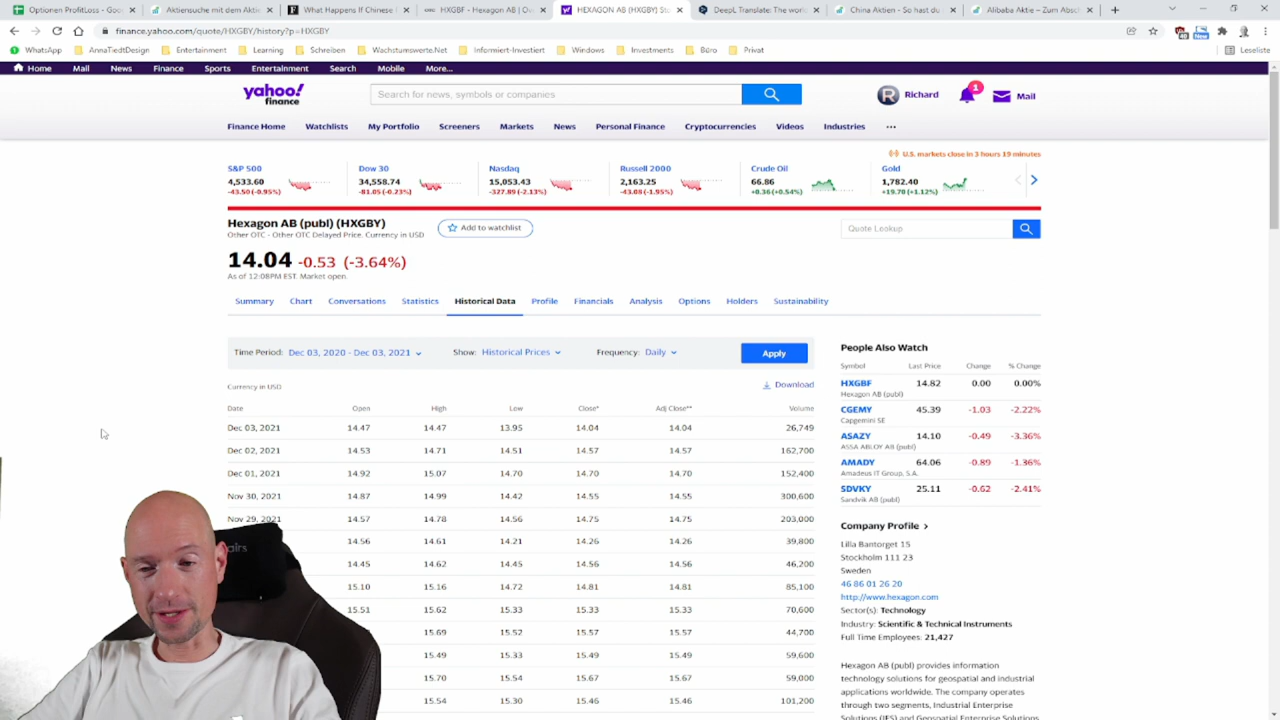 Optionen ProfitLoss - Goo
Aktiensuche mit dem Aktie
What Happens If Chinese
HXGBF - Hexagon AB | O
HEXAGON AB (HXGBY) St
DeepL Translate: The worl
China Aktien - So hast du
Alibaba Aktie – Zum Absc
finance.yahoo.com/quote/HXGBY/history?p=HXGBY
WhatsApp
AnnaTiedtDesign
Entertainment
Learning
Schreiben
Wachstumswerte.Net
Informiert-Investiert
Windows
Investments
Büro
Privat
Leseliste
Home Mail News Finance Sports Entertainment Search Mobile More...
yahoo!
finance
Search for news, symbols or companies
R Richard 1 Mail
Finance Home Watchlists My Portfolio Screeners Markets News Personal Finance Cryptocurrencies Videos Industries ...
U.S. markets close in 3 hours 19 minutes
S&P 500 Dow 30 Nasdaq Russell 2000 Crude Oil Gold
4,533.60 34,558.74 15,053.43 2,163.25 66.86 1,782.40
-43.50 (-0.95%) -81.05 (-0.23%) -327.89 (-2.13%) -43.08 (-1.95%) +0.36 (+0.54%) +19.70 (+1.12%)
Hexagon AB (publ) (HXGBY)
Other OTC - Other OTC Delayed Price. Currency in USD
Add to watchlist
Quote Lookup
14.04 -0.53 (-3.64%)
As of 12:08PM EST. Market open.
Summary Chart Conversations Statistics Historical Data Profile Financials Analysis Options Holders Sustainability
Time Period: Dec 03, 2020 - Dec 03, 2021 Show: Historical Prices Frequency: Daily Apply
Currency in USD
Download
Date Open High Low Close* Adj Close** Volume
Dec 03, 2021 14.47 14.47 13.95 14.04 14.04 26,749
Dec 02, 2021 14.53 14.71 14.51 14.57 14.57 162,700
Dec 01, 2021 14.92 15.07 14.70 14.70 14.70 152,400
Nov 30, 2021 14.87 14.99 14.42 14.55 14.55 300,600
Nov 29, 2021 14.57 14.78 14.56 14.75 14.75 203,000
14.56 14.61 14.21 14.26 14.26 39,800
14.45 14.62 14.45 14.56 14.56 46,200
15.10 15.16 14.72 14.81 14.81 85,100
15.51 15.62 15.33 15.33 15.33 70,600
15.69 15.52 15.57 15.57 44,700
15.49 15.33 15.49 15.49 59,600
15.70 15.54 15.67 15.67 59,000
15.54 15.30 15.46 15.46 101,200
People Also Watch
Symbol Last Price Change % Change
HXGBF 14.82 0.00 0.00%
Hexagon AB (publ)
CGEMY 45.39 -1.03 -2.22%
Capgemini SE
ASAZY 14.10 -0.49 -3.36%
ASSA ABLOY AB (publ)
AMADY 64.06 -0.89 -1.36%
Amadeus IT Group, S.A.
SDVKY 25.11 -0.62 -2.41%
Sandvik AB (publ)
Company Profile
Lilla Bantorget 15
Stockholm 111 23
Sweden
46 86 01 26 20
http://www.hexagon.com
Sector(s): Technology
Industry: Scientific & Technical Instruments
Full Time Employees: 21,427
Hexagon AB (publ) provides information
technology solutions for geospatial and industrial
applications worldwide. The company operates
through two segments, Industrial Enterprise
Solutions (IES) and Geospatial Enterprise Solutions